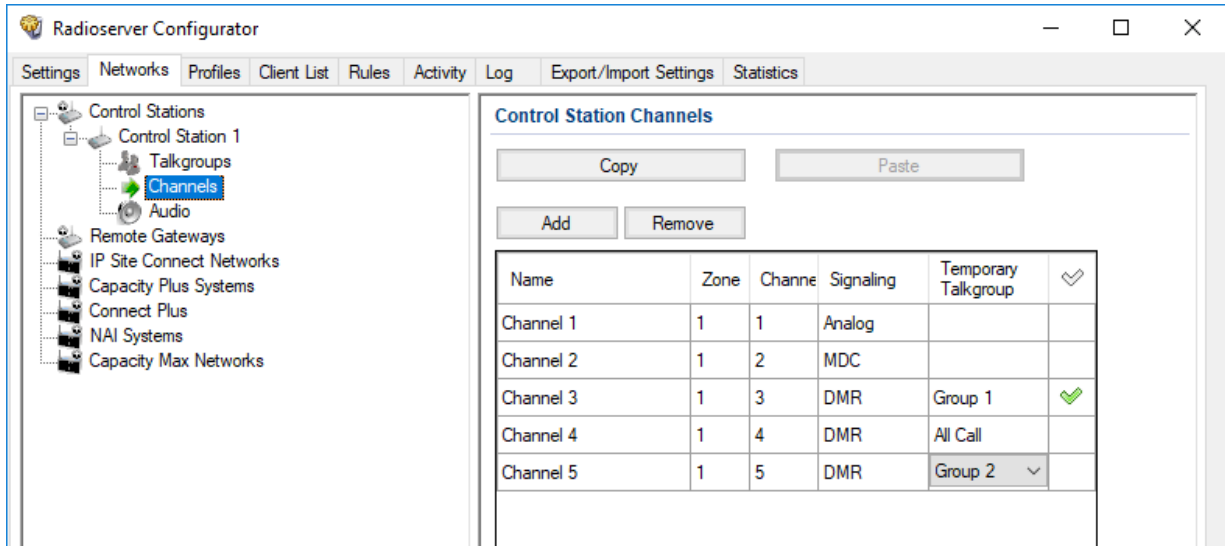 Radioserver Configurator
Settings Networks Profiles Client List Rules Activity Log Export/Import Settings Statistics
Control Stations
Control Station 1
Talkgroups
Channels
Audio
Remote Gateways
IP Site Connect Networks
Capacity Plus Systems
Connect Plus
NAI Systems
Capacity Max Networks
Control Station Channels
Copy Paste
Add Remove
Name Zone Channe Signaling Temporary Talkgroup
Channel 1 1 1 Analog
Channel 2 1 2 MDC
Channel 3 1 3 DMR Group 1
Channel 4 1 4 DMR All Call
Channel 5 1 5 DMR Group 2